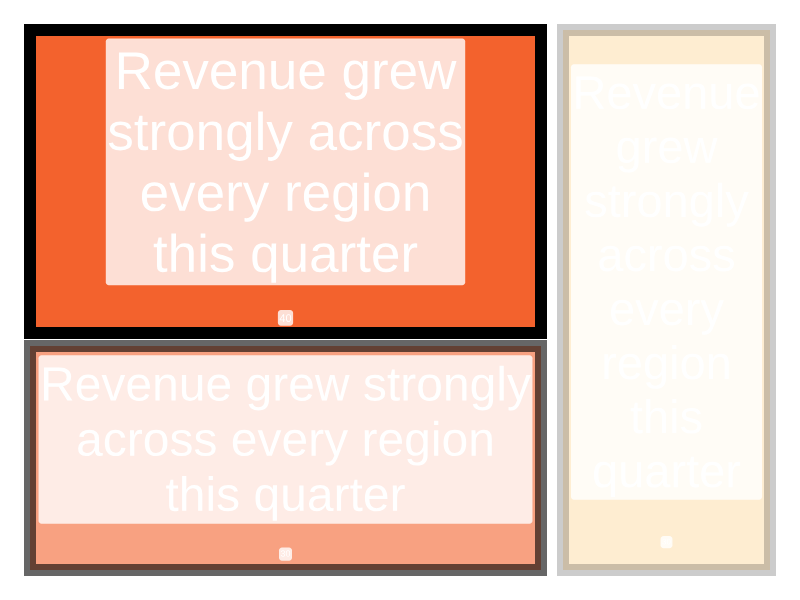 Revenue grew
strongly across
every region
this quarter
40
Revenue grew strongly
across every region
this quarter
Revenue
grew
strongly
across
every
region
this
quarter